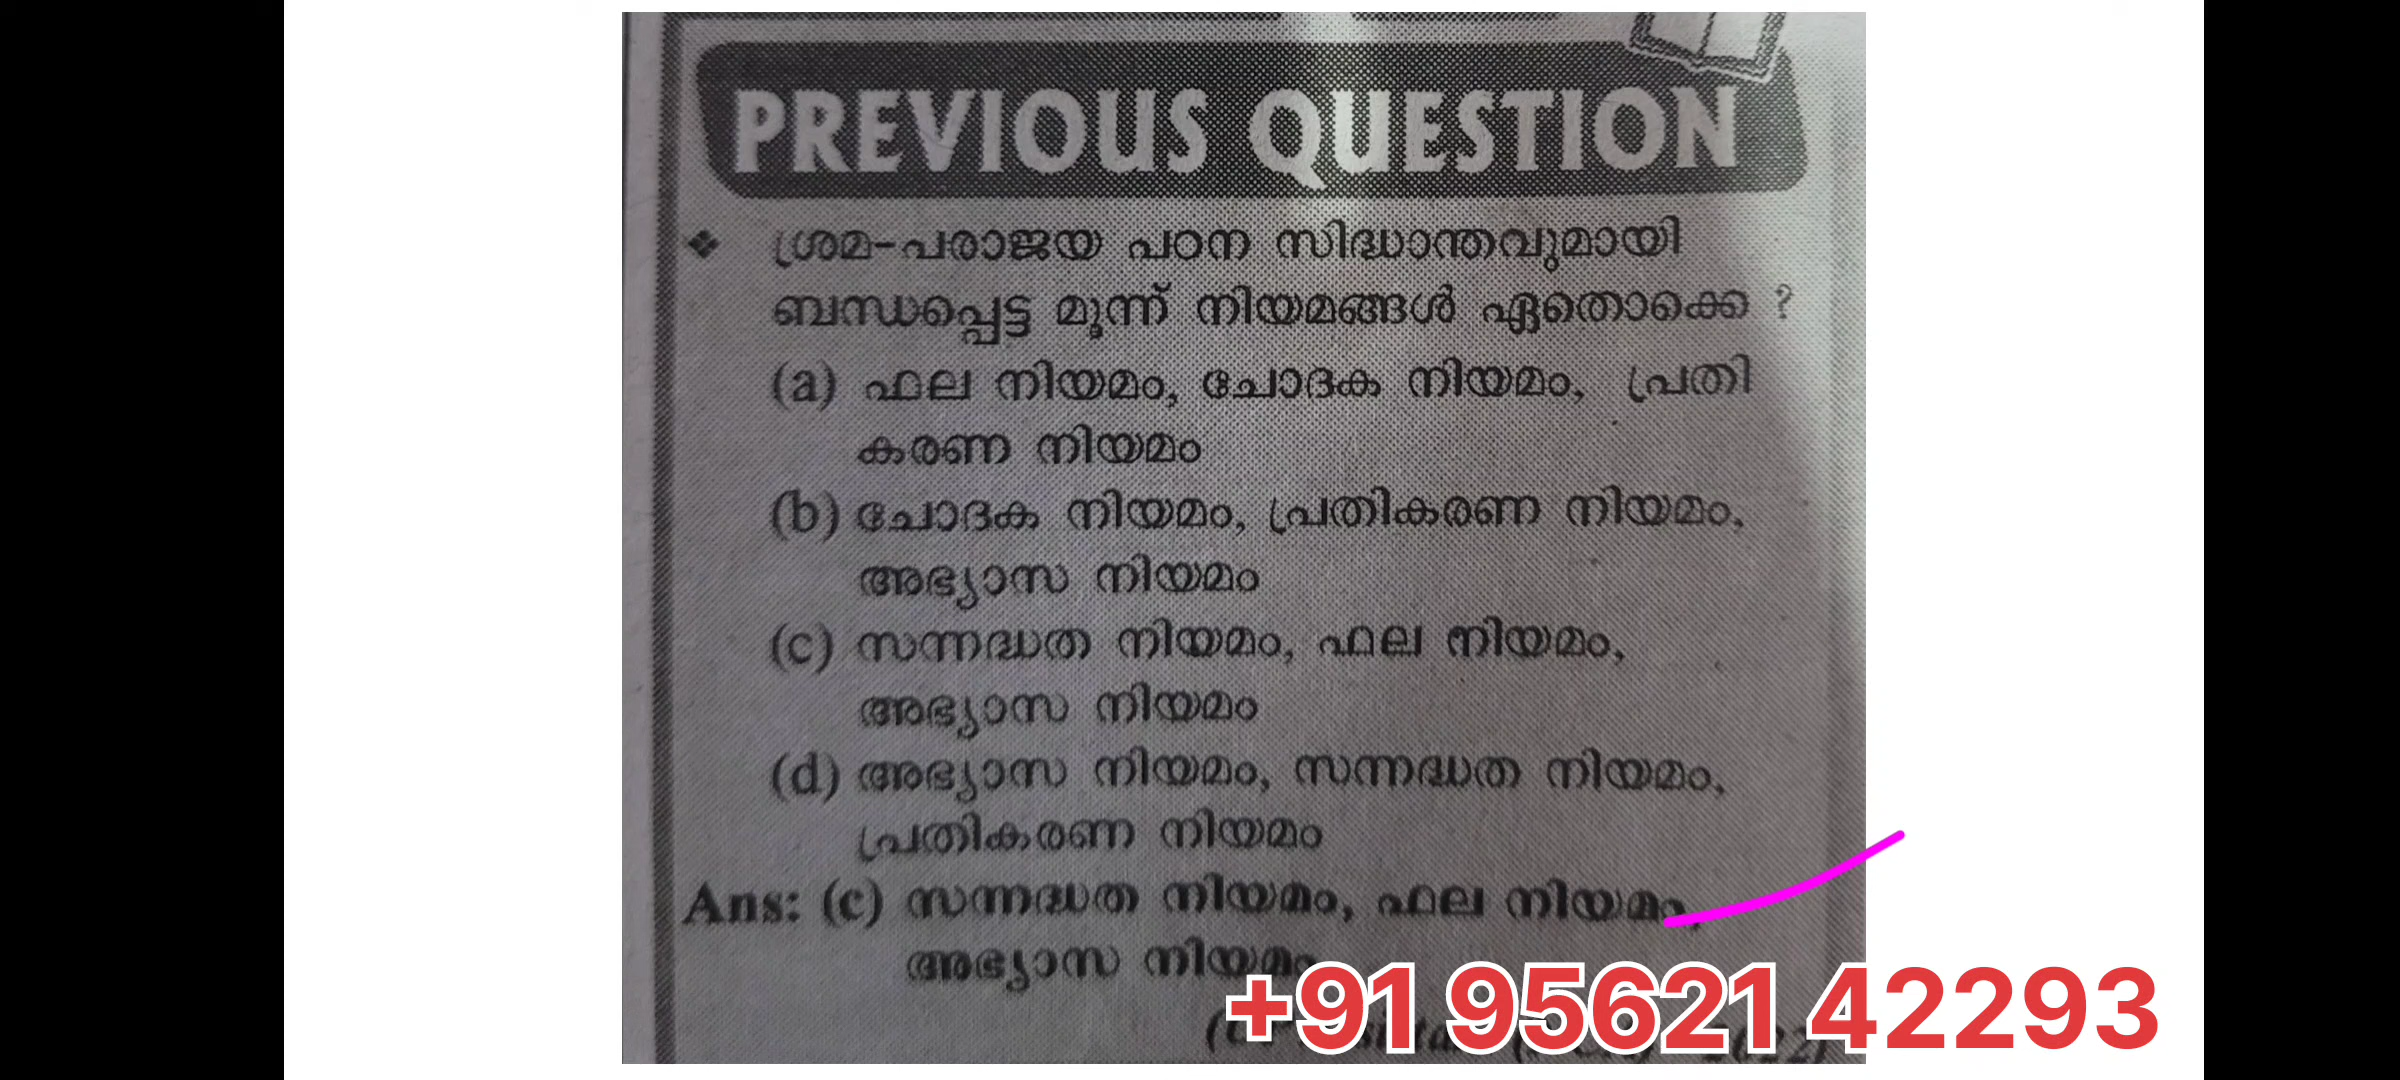 PREVIOUS QUESTION
❖ ശ്രമ-പരാജയ പഠന സിദ്ധാന്തവുമായി
ബന്ധപ്പെട്ട മൂന്ന് നിയമങ്ങൾ ഏതൊക്കെ ?
(a) ഫല നിയമം, ചോദക നിയമം, പ്രതി
കരണ നിയമം
(b) ചോദക നിയമം, പ്രതികരണ നിയമം,
അഭ്യാസ നിയമം
(c) സന്നദ്ധത നിയമം, ഫല നിയമം,
അഭ്യാസ നിയമം
(d) അഭ്യാസ നിയമം, സന്നദ്ധത നിയമം,
പ്രതികരണ നിയമം
Ans: (c) സന്നദ്ധത നിയമം, ഫല നിയമം,
അഭ്യാസ നിയമം
+91 95621 42293